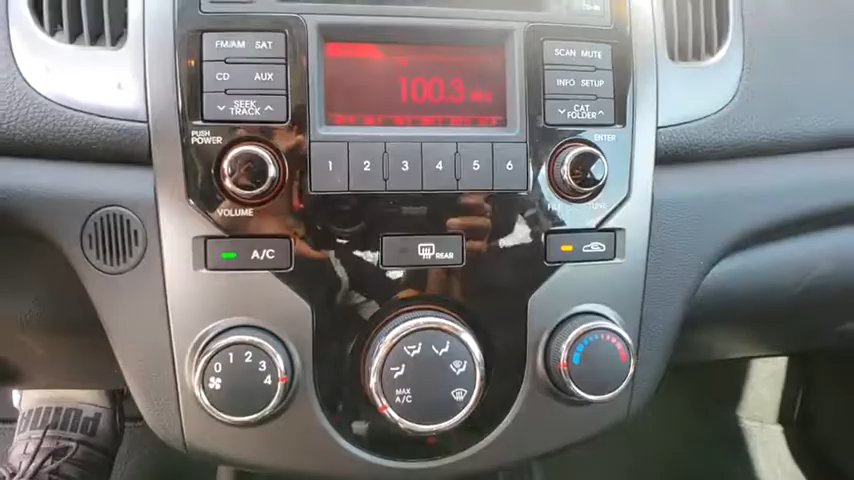 FM/AM SAT
SCAN MUTE
CD AUX
INFO SETUP
SEEK
TRACK
CAT
FOLDER
100.3
PUSH
POWER
ENTER
1 2 3 4 5 6
VOLUME
FILE
A/C
REAR
0 1 2 3 4
MAX
A/C